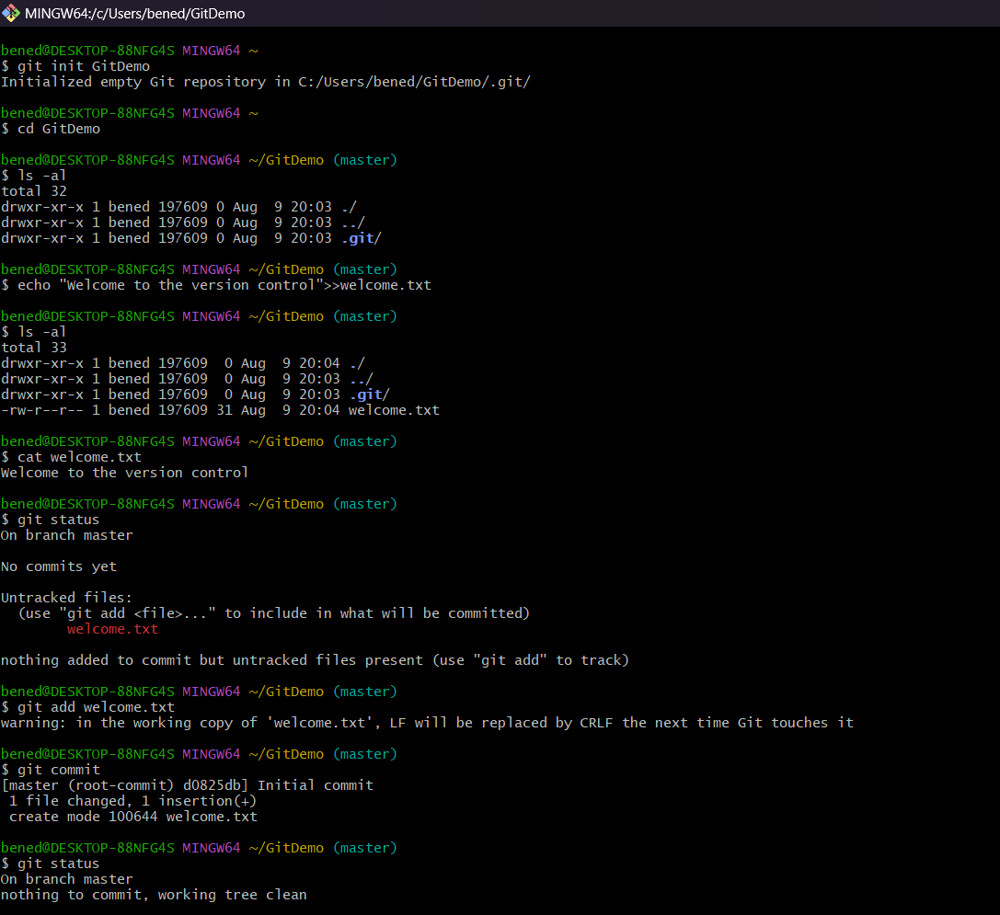 MINGW64:/c/Users/bened/GitDemo
bened@DESKTOP-88NFG4S MINGW64 ~
$ git init GitDemo
Initialized empty Git repository in C:/Users/bened/GitDemo/.git/
bened@DESKTOP-88NFG4S MINGW64 ~
$ cd GitDemo
bened@DESKTOP-88NFG4S MINGW64 ~/GitDemo (master)
$ ls -al
total 32
drwxr-xr-x 1 bened 197609 0 Aug  9 20:03 ./
drwxr-xr-x 1 bened 197609 0 Aug  9 20:03 ../
drwxr-xr-x 1 bened 197609 0 Aug  9 20:03 .git/
bened@DESKTOP-88NFG4S MINGW64 ~/GitDemo (master)
$ echo "Welcome to the version control">>welcome.txt
bened@DESKTOP-88NFG4S MINGW64 ~/GitDemo (master)
$ ls -al
total 33
drwxr-xr-x 1 bened 197609  0 Aug  9 20:04 ./
drwxr-xr-x 1 bened 197609  0 Aug  9 20:03 ../
drwxr-xr-x 1 bened 197609  0 Aug  9 20:03 .git/
-rw-r--r-- 1 bened 197609 31 Aug  9 20:04 welcome.txt
bened@DESKTOP-88NFG4S MINGW64 ~/GitDemo (master)
$ cat welcome.txt
Welcome to the version control
bened@DESKTOP-88NFG4S MINGW64 ~/GitDemo (master)
$ git status
On branch master
No commits yet
Untracked files:
  (use "git add <file>..." to include in what will be committed)
        welcome.txt
nothing added to commit but untracked files present (use "git add" to track)
bened@DESKTOP-88NFG4S MINGW64 ~/GitDemo (master)
$ git add welcome.txt
warning: in the working copy of 'welcome.txt', LF will be replaced by CRLF the next time Git touches it
bened@DESKTOP-88NFG4S MINGW64 ~/GitDemo (master)
$ git commit
[master (root-commit) d0825db] Initial commit
 1 file changed, 1 insertion(+)
 create mode 100644 welcome.txt
bened@DESKTOP-88NFG4S MINGW64 ~/GitDemo (master)
$ git status
On branch master
nothing to commit, working tree clean